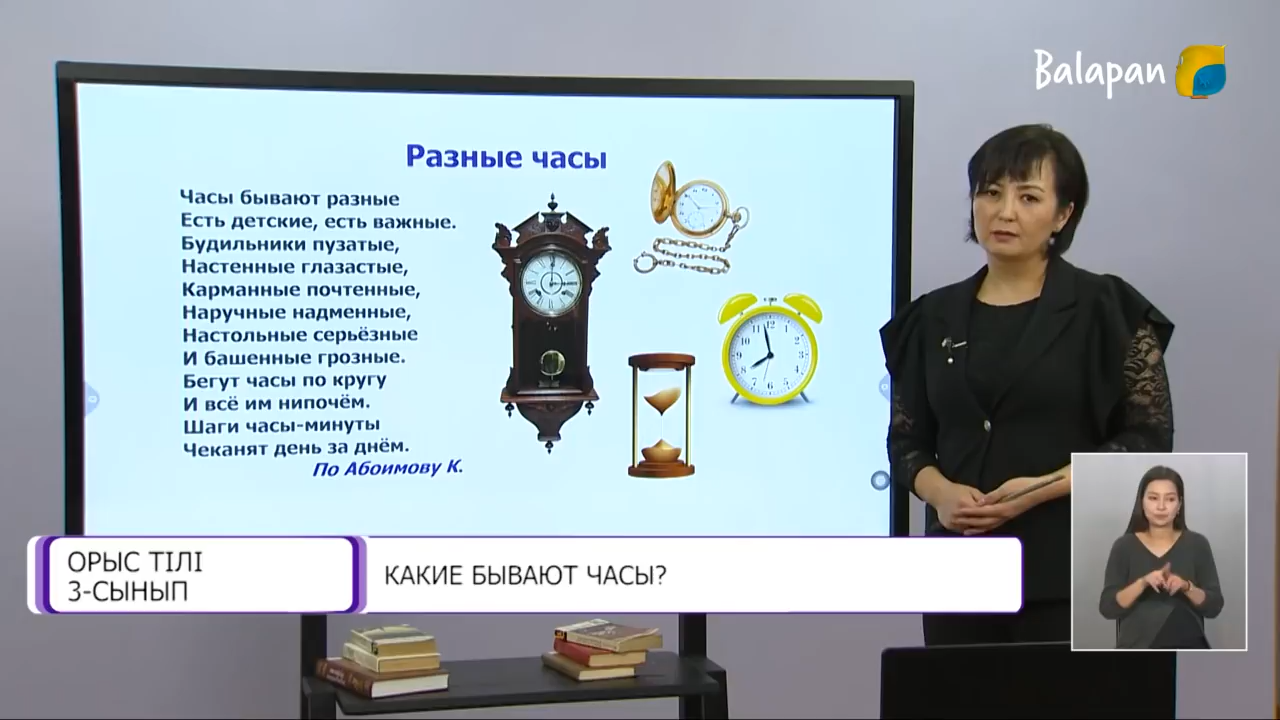 Balapan
Разные часы
Часы бывают разные
Есть детские, есть важные.
Будильники пузатые,
Настенные глазастые,
Карманные почтенные,
Наручные надменные,
Настольные серьёзные
И башенные грозные.
Бегут часы по кругу
И всё им нипочём.
Шаги часы-минуты
Чеканят день за днём.
По Абоимову К.
ОРЫС ТІЛІ
3-СЫНЫП
КАКИЕ БЫВАЮТ ЧАСЫ?